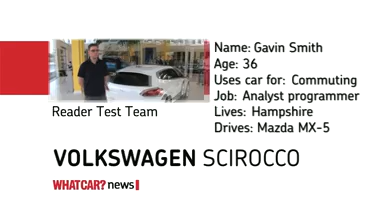 Name: Gavin Smith
Age: 36
Uses car for: Commuting
Job: Analyst programmer
Lives: Hampshire
Drives: Mazda MX-5
Reader Test Team
VOLKSWAGEN SCIROCCO
WHATCAR? news